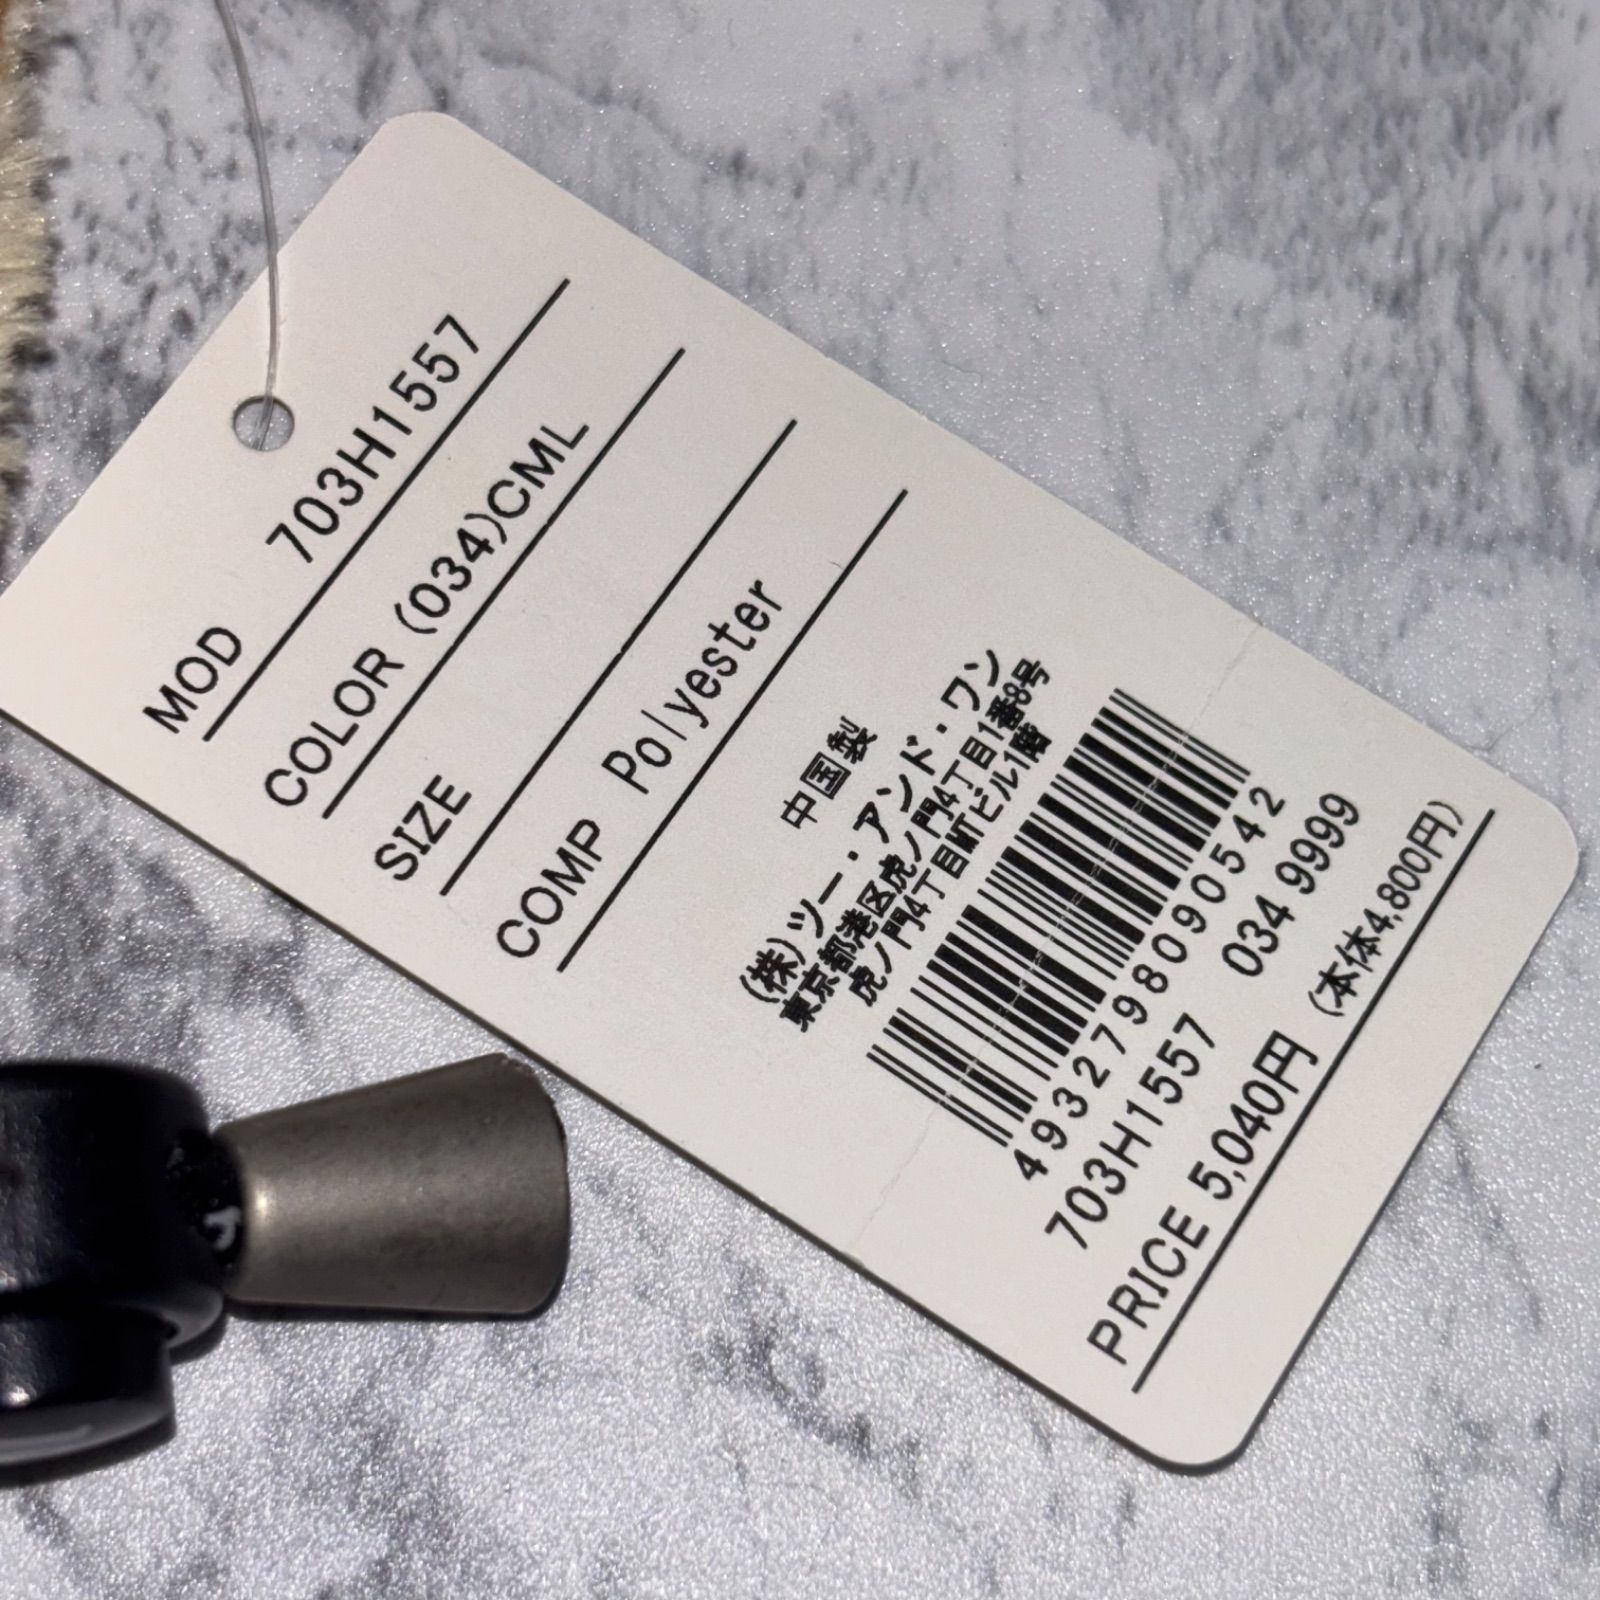 MOD 703H1557
COLOR (034)CML
SIZE
COMP Polyester
中国製
(株)ツー・アンド・ワン
東京都港区虎ノ門4丁目1番8号
虎ノ門4丁目MTビル1階
4932798090542
703H1557 034 9999
PRICE 5,040円 (本体4,800円)